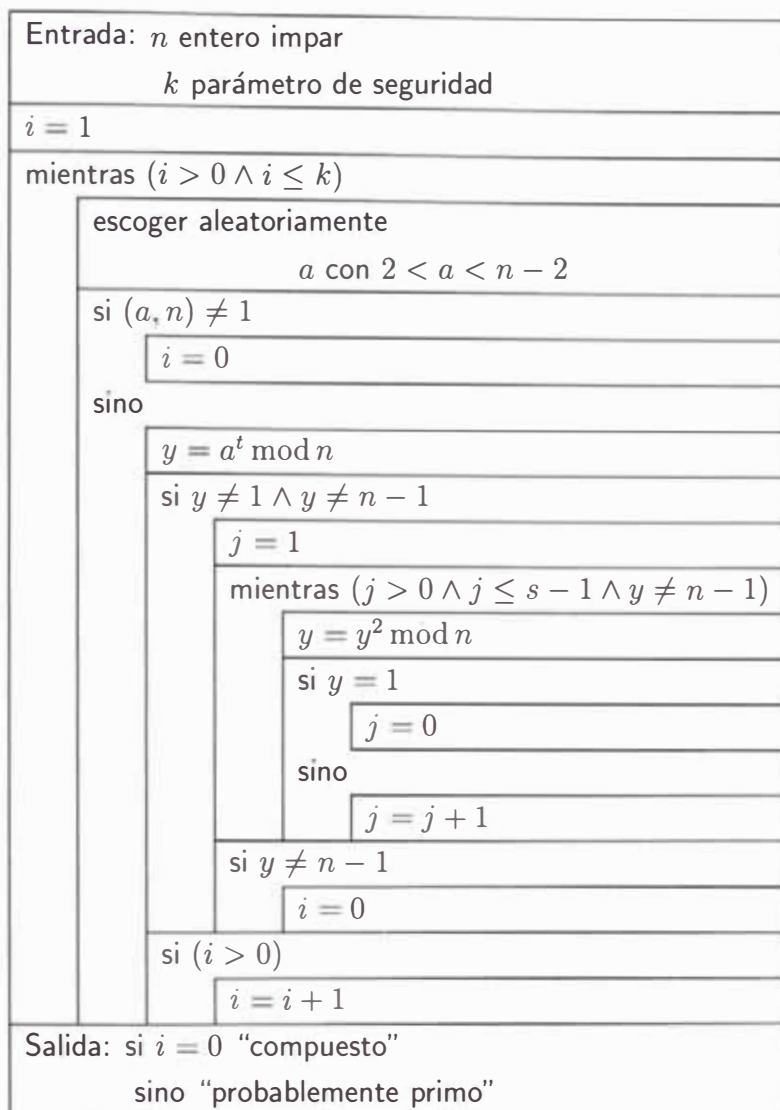 Entrada: n entero impar
k parámetro de seguridad
i = 1
mientras (i > 0 ∧ i ≤ k)
escoger aleatoriamente
a con 2 < a < n − 2
si (a, n) ≠ 1
i = 0
sino
y = a^t mod n
si y ≠ 1 ∧ y ≠ n − 1
j = 1
mientras (j > 0 ∧ j ≤ s − 1 ∧ y ≠ n − 1)
y = y² mod n
si y = 1
j = 0
sino
j = j + 1
si y ≠ n − 1
i = 0
si (i > 0)
i = i + 1
Salida: si i = 0 “compuesto”
sino “probablemente primo”